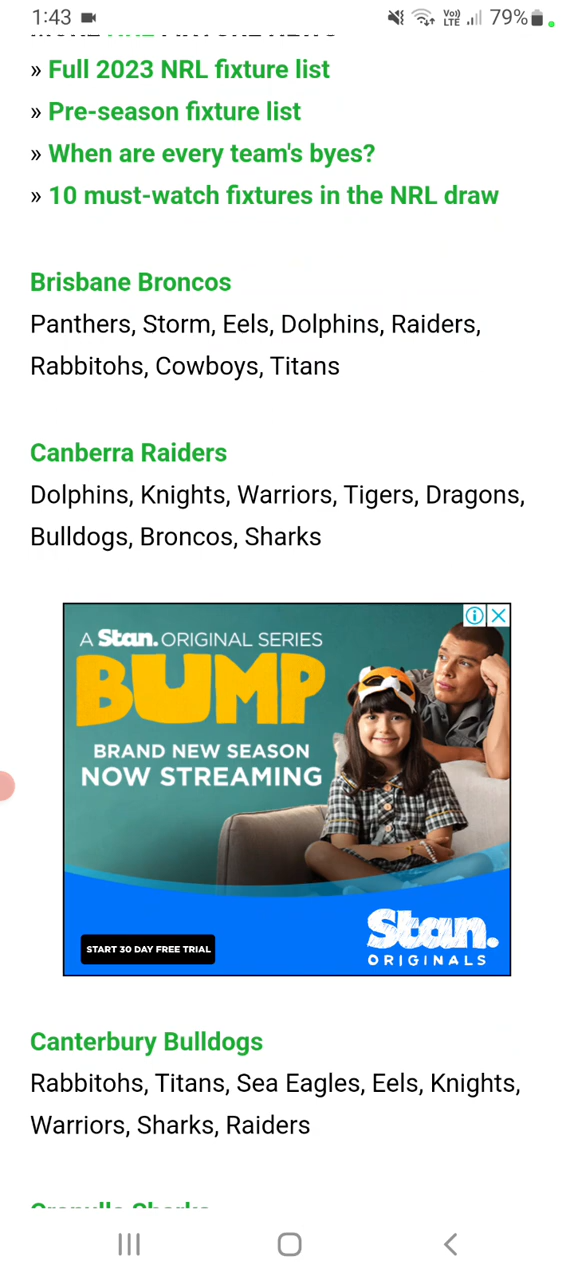 1:43
Vo)) LTE 79%
» Full 2023 NRL fixture list
» Pre-season fixture list
» When are every team's byes?
» 10 must-watch fixtures in the NRL draw
Brisbane Broncos
Panthers, Storm, Eels, Dolphins, Raiders,
Rabbitohs, Cowboys, Titans
Canberra Raiders
Dolphins, Knights, Warriors, Tigers, Dragons,
Bulldogs, Broncos, Sharks
A Stan. ORIGINAL SERIES
BUMP
BRAND NEW SEASON
NOW STREAMING
START 30 DAY FREE TRIAL
Stan.
ORIGINALS
Canterbury Bulldogs
Rabbitohs, Titans, Sea Eagles, Eels, Knights,
Warriors, Sharks, Raiders